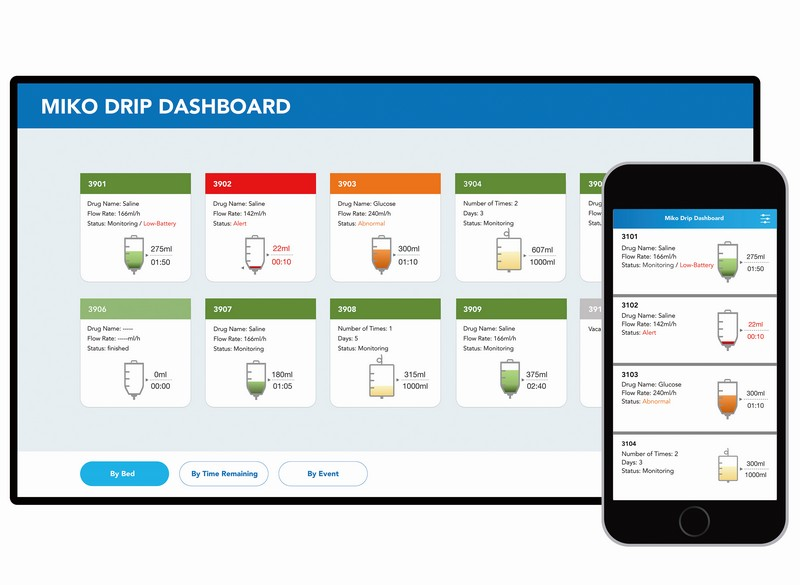 MIKO DRIP DASHBOARD
3901
Drug Name: Saline
Flow Rate: 166ml/h
Status: Monitoring / Low-Battery
275ml
01:50
3902
Drug Name: Saline
Flow Rate: 142ml/h
Status: Alert
22ml
00:10
3903
Drug Name: Glucose
Flow Rate: 240ml/h
Status: Abnormal
300ml
01:10
3904
Number of Times: 2
Days: 3
Status: Monitoring
607ml
1000ml
390
Drug
Flow
Statu
3906
Drug Name: -----
Flow Rate: -----ml/h
Status: finished
0ml
00:00
3907
Drug Name: Saline
Flow Rate: 166ml/h
Status: Monitoring
180ml
01:05
3908
Number of Times: 1
Days: 5
Status: Monitoring
315ml
1000ml
3909
Drug Name: Saline
Flow Rate: 166ml/h
Status: Monitoring
375ml
02:40
391
Vaca
By Bed
By Time Remaining
By Event
Miko Drip Dashboard
3101
Drug Name: Saline
Flow Rate: 166ml/h
Status: Monitoring / Low-Battery
275ml
01:50
3102
Drug Name: Saline
Flow Rate: 142ml/h
Status: Alert
22ml
00:10
3103
Drug Name: Glucose
Flow Rate: 240ml/h
Status: Abnormal
300ml
01:10
3104
Number of Times: 2
Days: 3
Status: Monitoring
300ml
1000ml